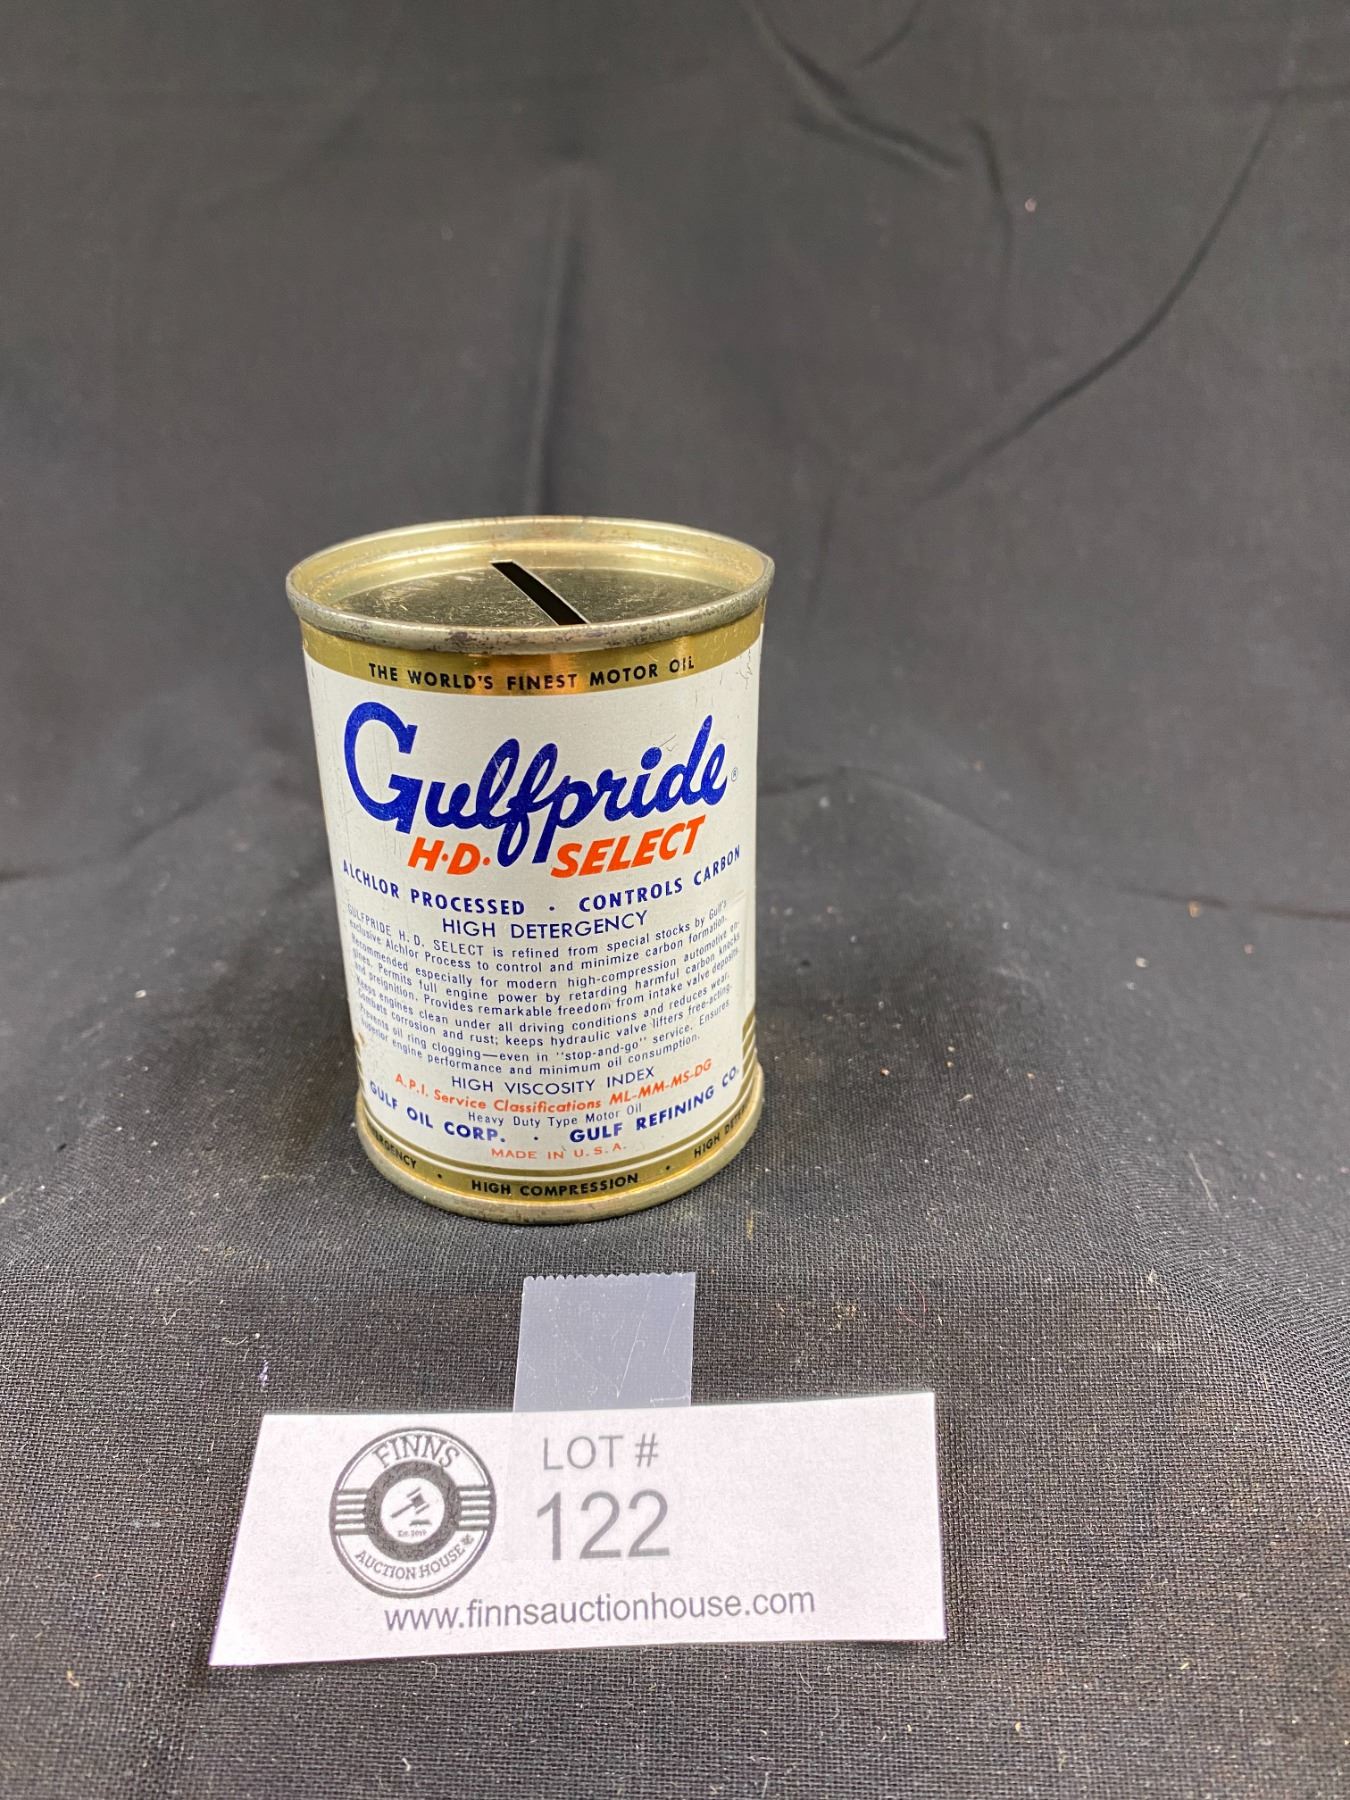 THE WORLD'S FINEST MOTOR OIL
Gulfpride®
H·D· SELECT
ALCHLOR PROCESSED · CONTROLS CARBON
HIGH DETERGENCY
GULFPRIDE H. D. SELECT is refined from special stocks by Gulf's
exclusive Alchlor Process to control and minimize carbon formation.
Recommended especially for modern high-compression automotive en-
gines. Permits full engine power by retarding harmful carbon knocks
and preignition. Provides remarkable freedom from intake valve deposits.
Keeps engines clean under all driving conditions and reduces wear.
Combats corrosion and rust; keeps hydraulic valve lifters free-acting.
Prevents oil ring clogging—even in "stop-and-go" service. Ensures
superior engine performance and minimum oil consumption.
HIGH VISCOSITY INDEX
A.P.I. Service Classifications ML-MM-MS-DG
Heavy Duty Type Motor Oil
GULF OIL CORP. · GULF REFINING CO.
MADE IN U.S.A.
HIGH COMPRESSION · HIGH
LOT #
122
FINNS
Est. 2019
AUCTION HOUSE
www.finnsauctionhouse.com